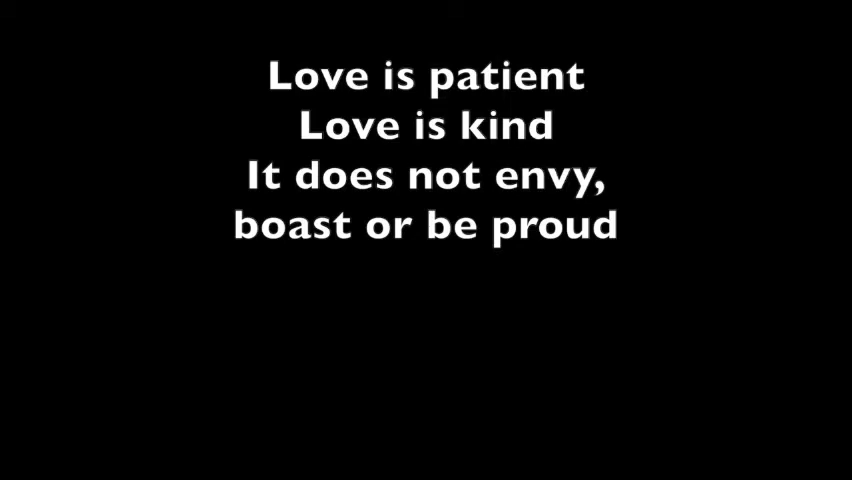 Love is patient
Love is kind
It does not envy,
boast or be proud